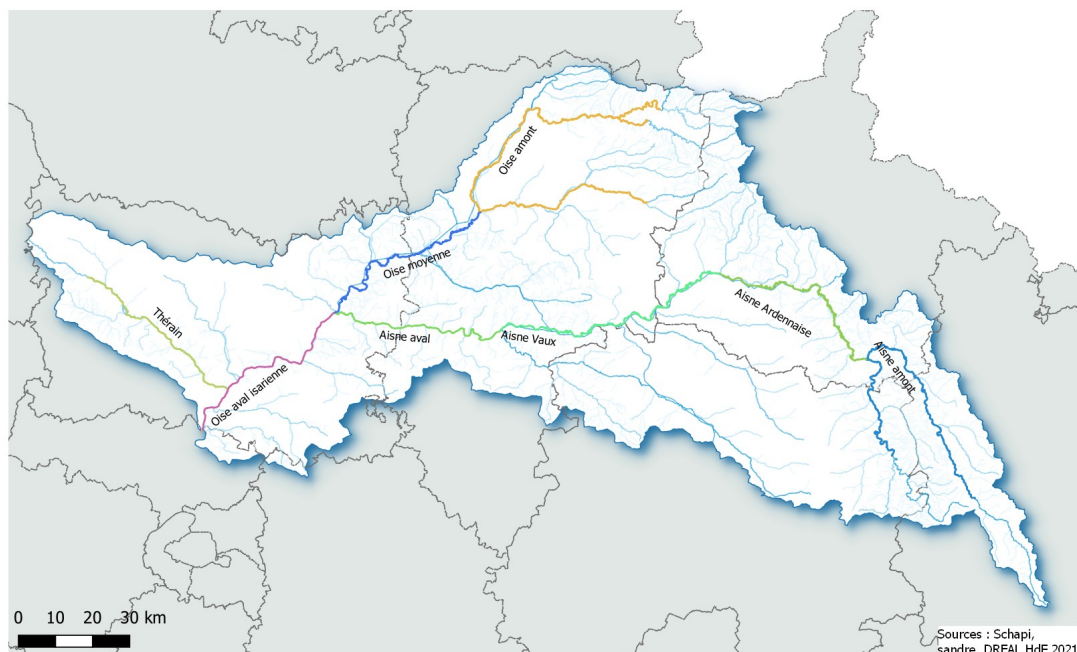 Oise amont
Oise moyenne
Thérain
Aisne Ardennaise
Aisne aval
Aisne Vaux
Aisne amont
Oise aval isarienne
0 10 20 30 km
Sources : Schapi,
sandre, DREAL HdF 2021